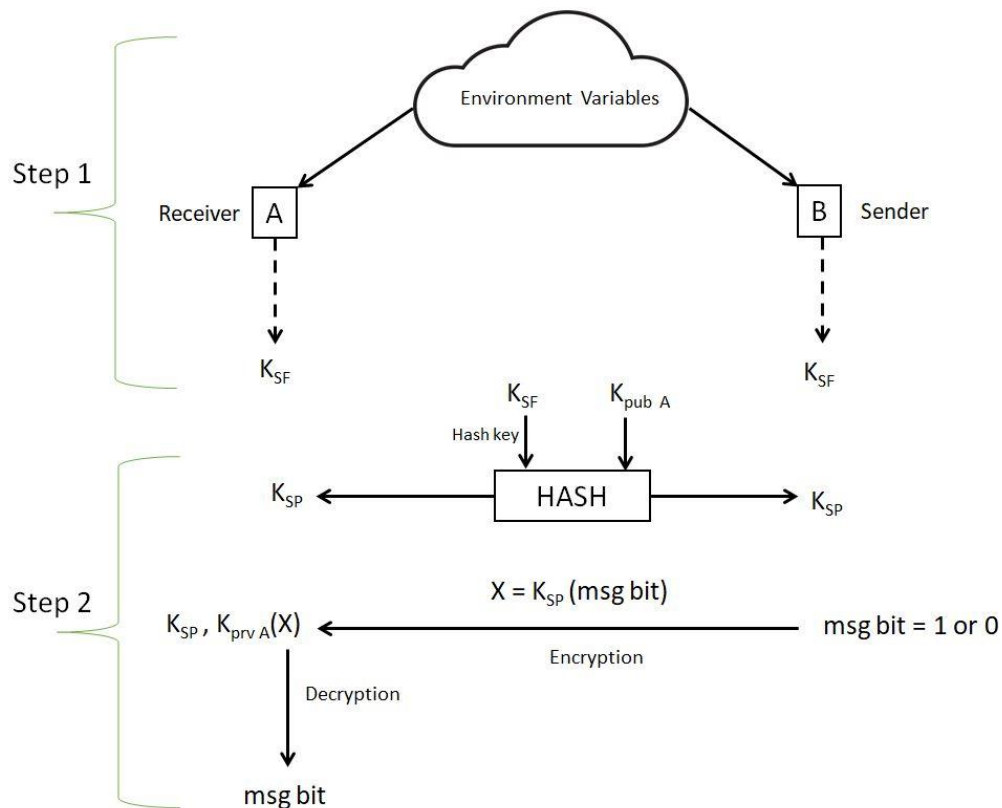 Environment Variables
Step 1
Receiver A
B Sender
K_SF
K_SF
K_SF K_pub A
Hash key
HASH
K_SP
K_SP
Step 2
X = K_SP (msg bit)
K_SP , K_prv A(X)
msg bit = 1 or 0
Encryption
Decryption
msg bit